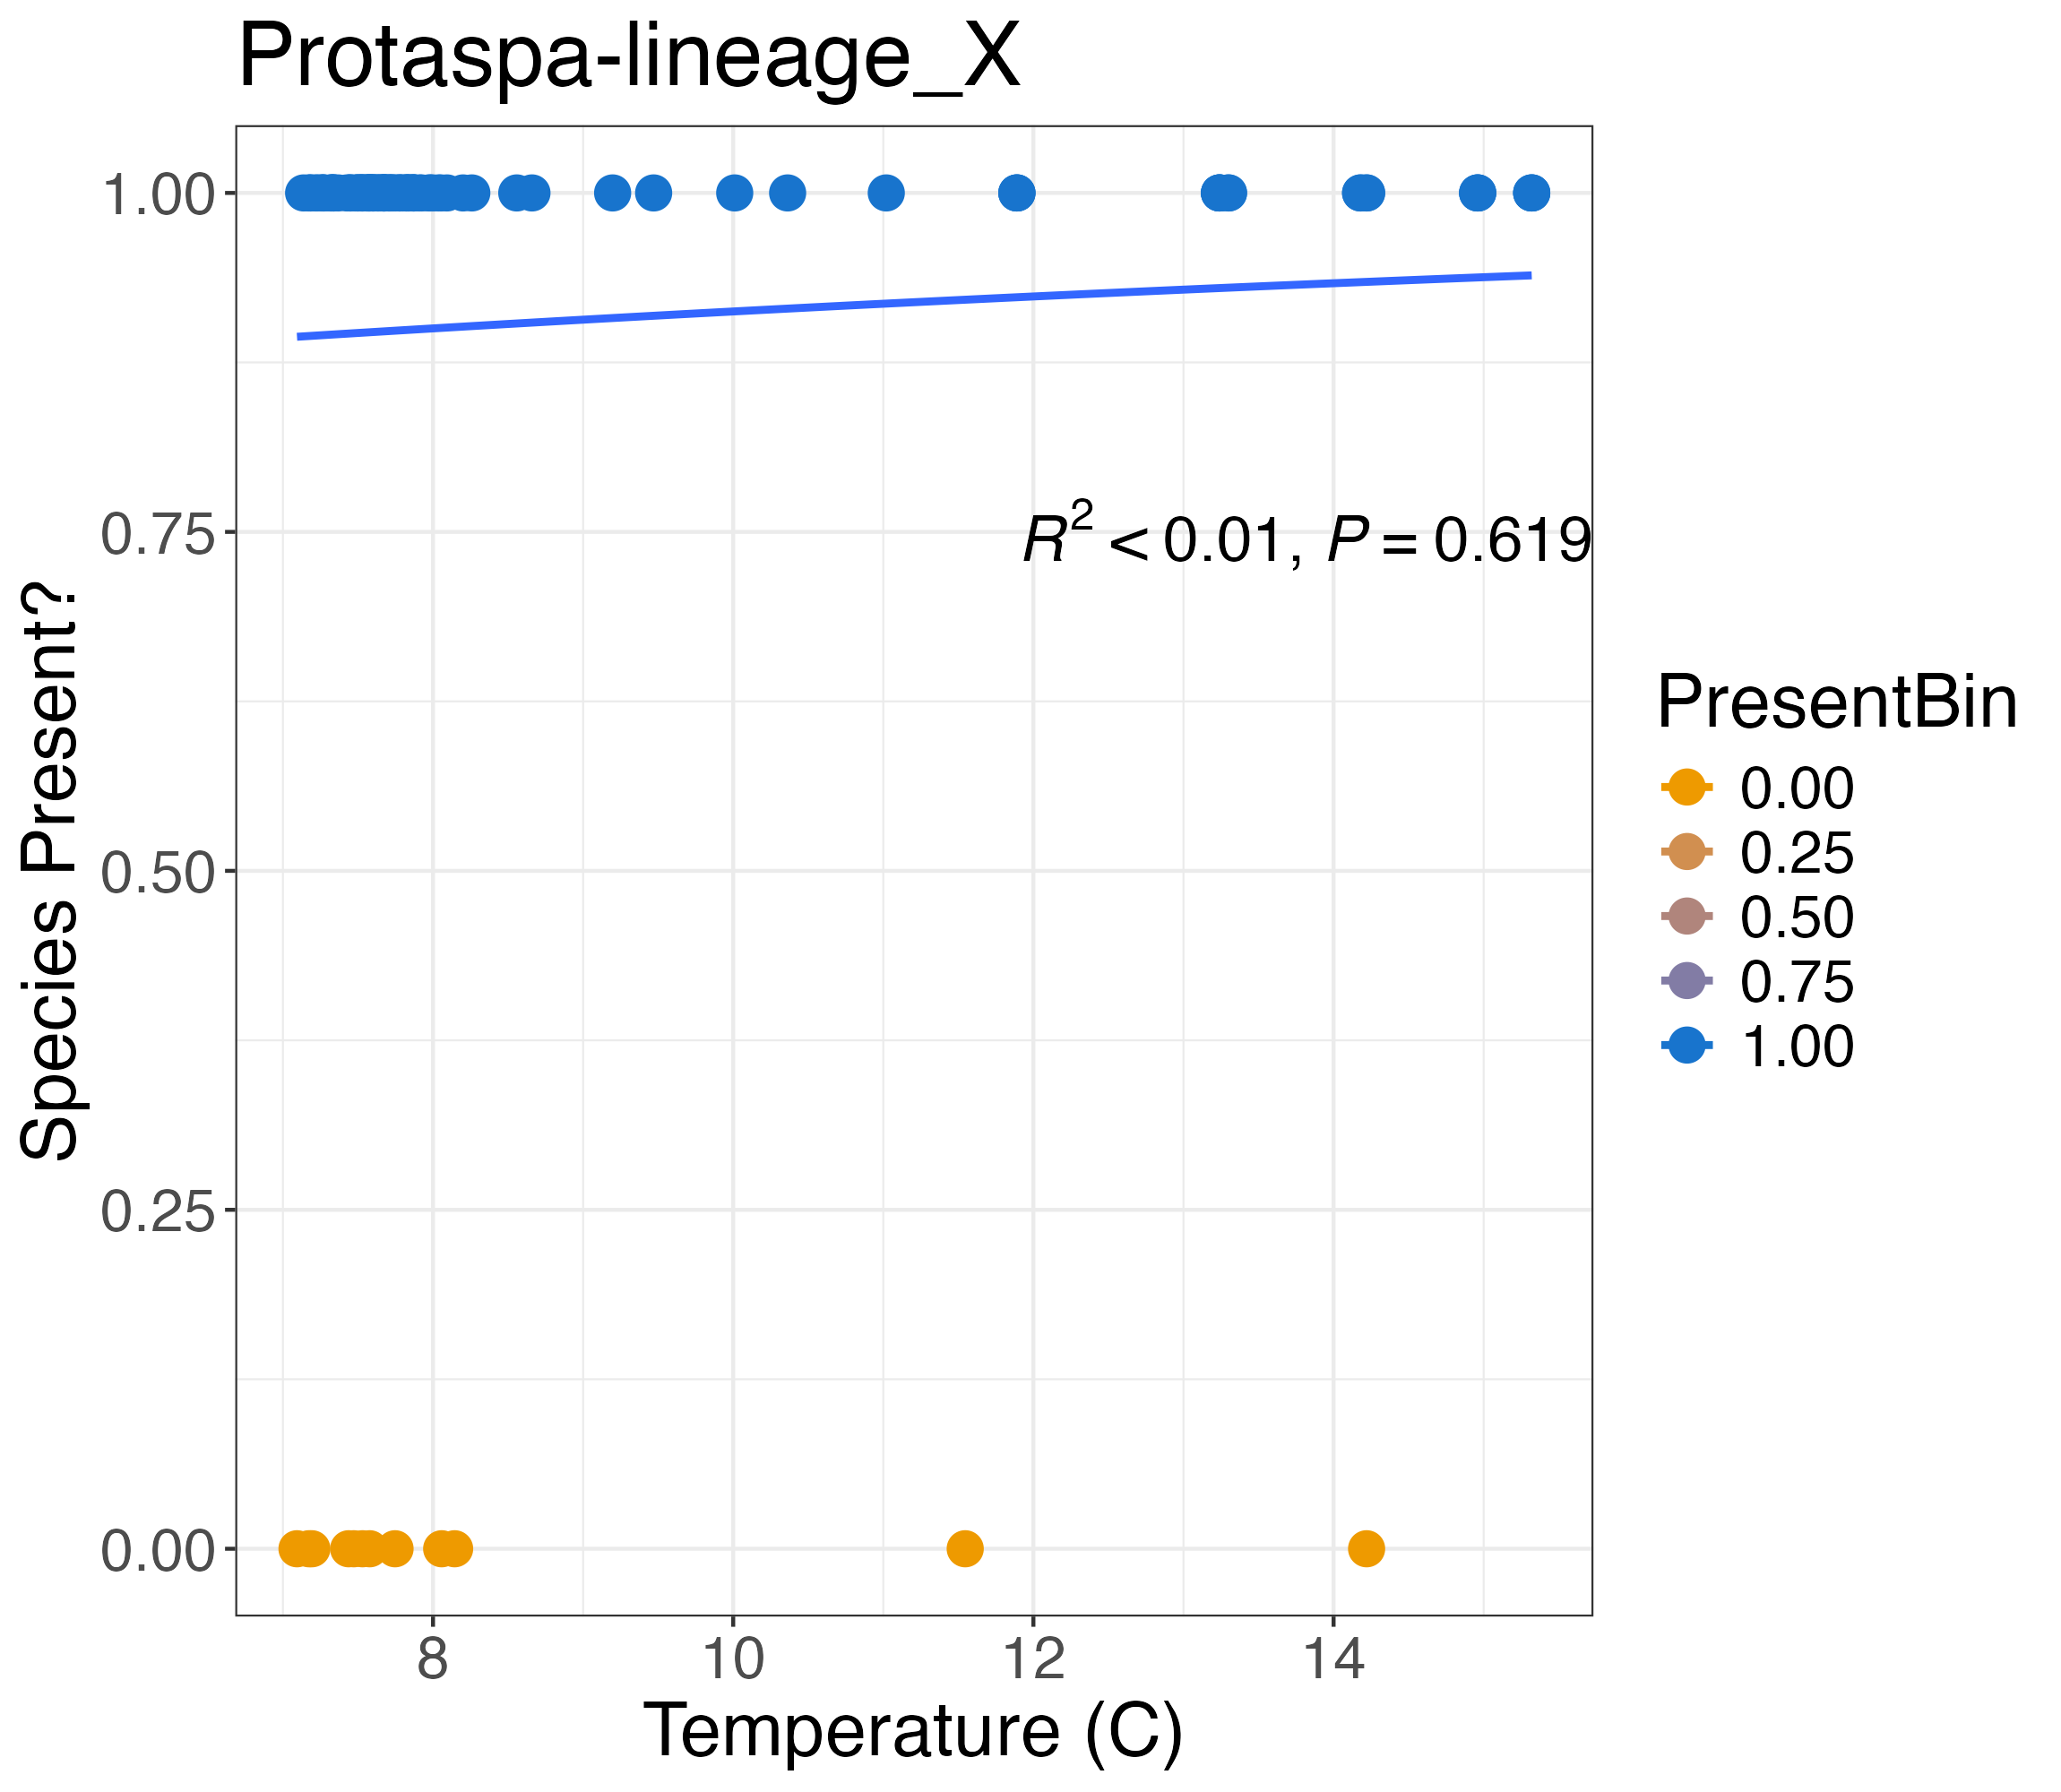 Protaspa-lineage_X
1.00
0.75
0.50
0.25
0.00
Species Present?
R² < 0.01, P = 0.619
8 10 12 14
Temperature (C)
PresentBin
0.00
0.25
0.50
0.75
1.00